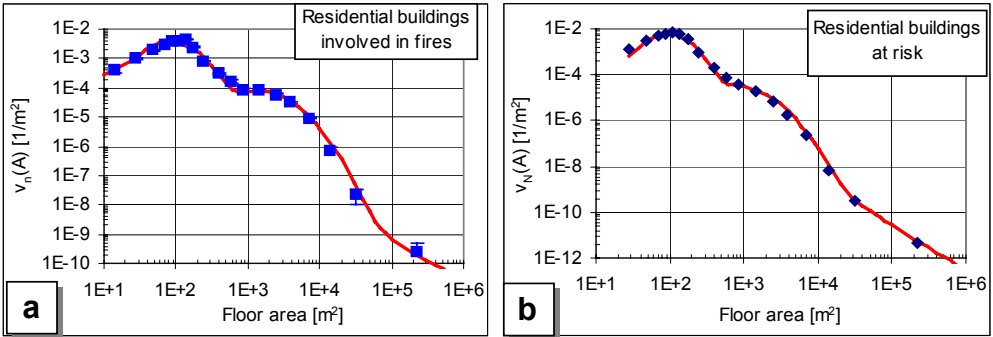 Residential buildings
involved in fires
1E-2
1E-3
1E-4
1E-5
1E-6
1E-7
1E-8
1E-9
1E-10
νn(A) [1/m²]
1E+1 1E+2 1E+3 1E+4 1E+5 1E+6
Floor area [m²]
a
Residential buildings
at risk
1E-2
1E-4
1E-6
1E-8
1E-10
1E-12
νN(A) [1/m²]
1E+1 1E+2 1E+3 1E+4 1E+5 1E+6
Floor area [m²]
b